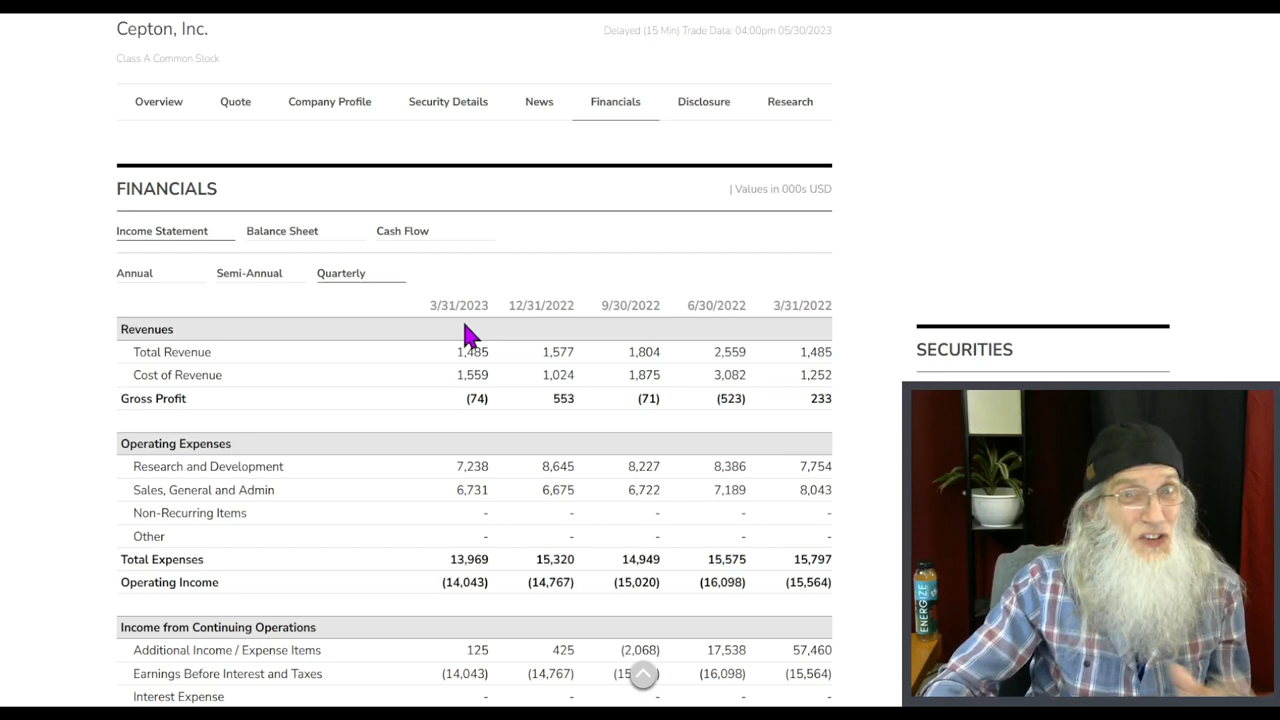 Cepton, Inc.
Delayed (15 Min) Trade Data: 04:00pm 05/30/2023
Class A Common Stock
Overview Quote Company Profile Security Details News Financials Disclosure Research
FINANCIALS
| Values in 000s USD
Income Statement Balance Sheet Cash Flow
Annual Semi-Annual Quarterly
3/31/2023 12/31/2022 9/30/2022 6/30/2022 3/31/2022
Revenues
Total Revenue 1,485 1,577 1,804 2,559 1,485
Cost of Revenue 1,559 1,024 1,875 3,082 1,252
Gross Profit (74) 553 (71) (523) 233
Operating Expenses
Research and Development 7,238 8,645 8,227 8,386 7,754
Sales, General and Admin 6,731 6,675 6,722 7,189 8,043
Non-Recurring Items - - - - -
Other - - - - -
Total Expenses 13,969 15,320 14,949 15,575 15,797
Operating Income (14,043) (14,767) (15,020) (16,098) (15,564)
Income from Continuing Operations
Additional Income / Expense Items 125 425 (2,068) 17,538 57,460
Earnings Before Interest and Taxes (14,043) (14,767) (16,098) (15,564)
Interest Expense - - - - -
SECURITIES
ENERGIZE